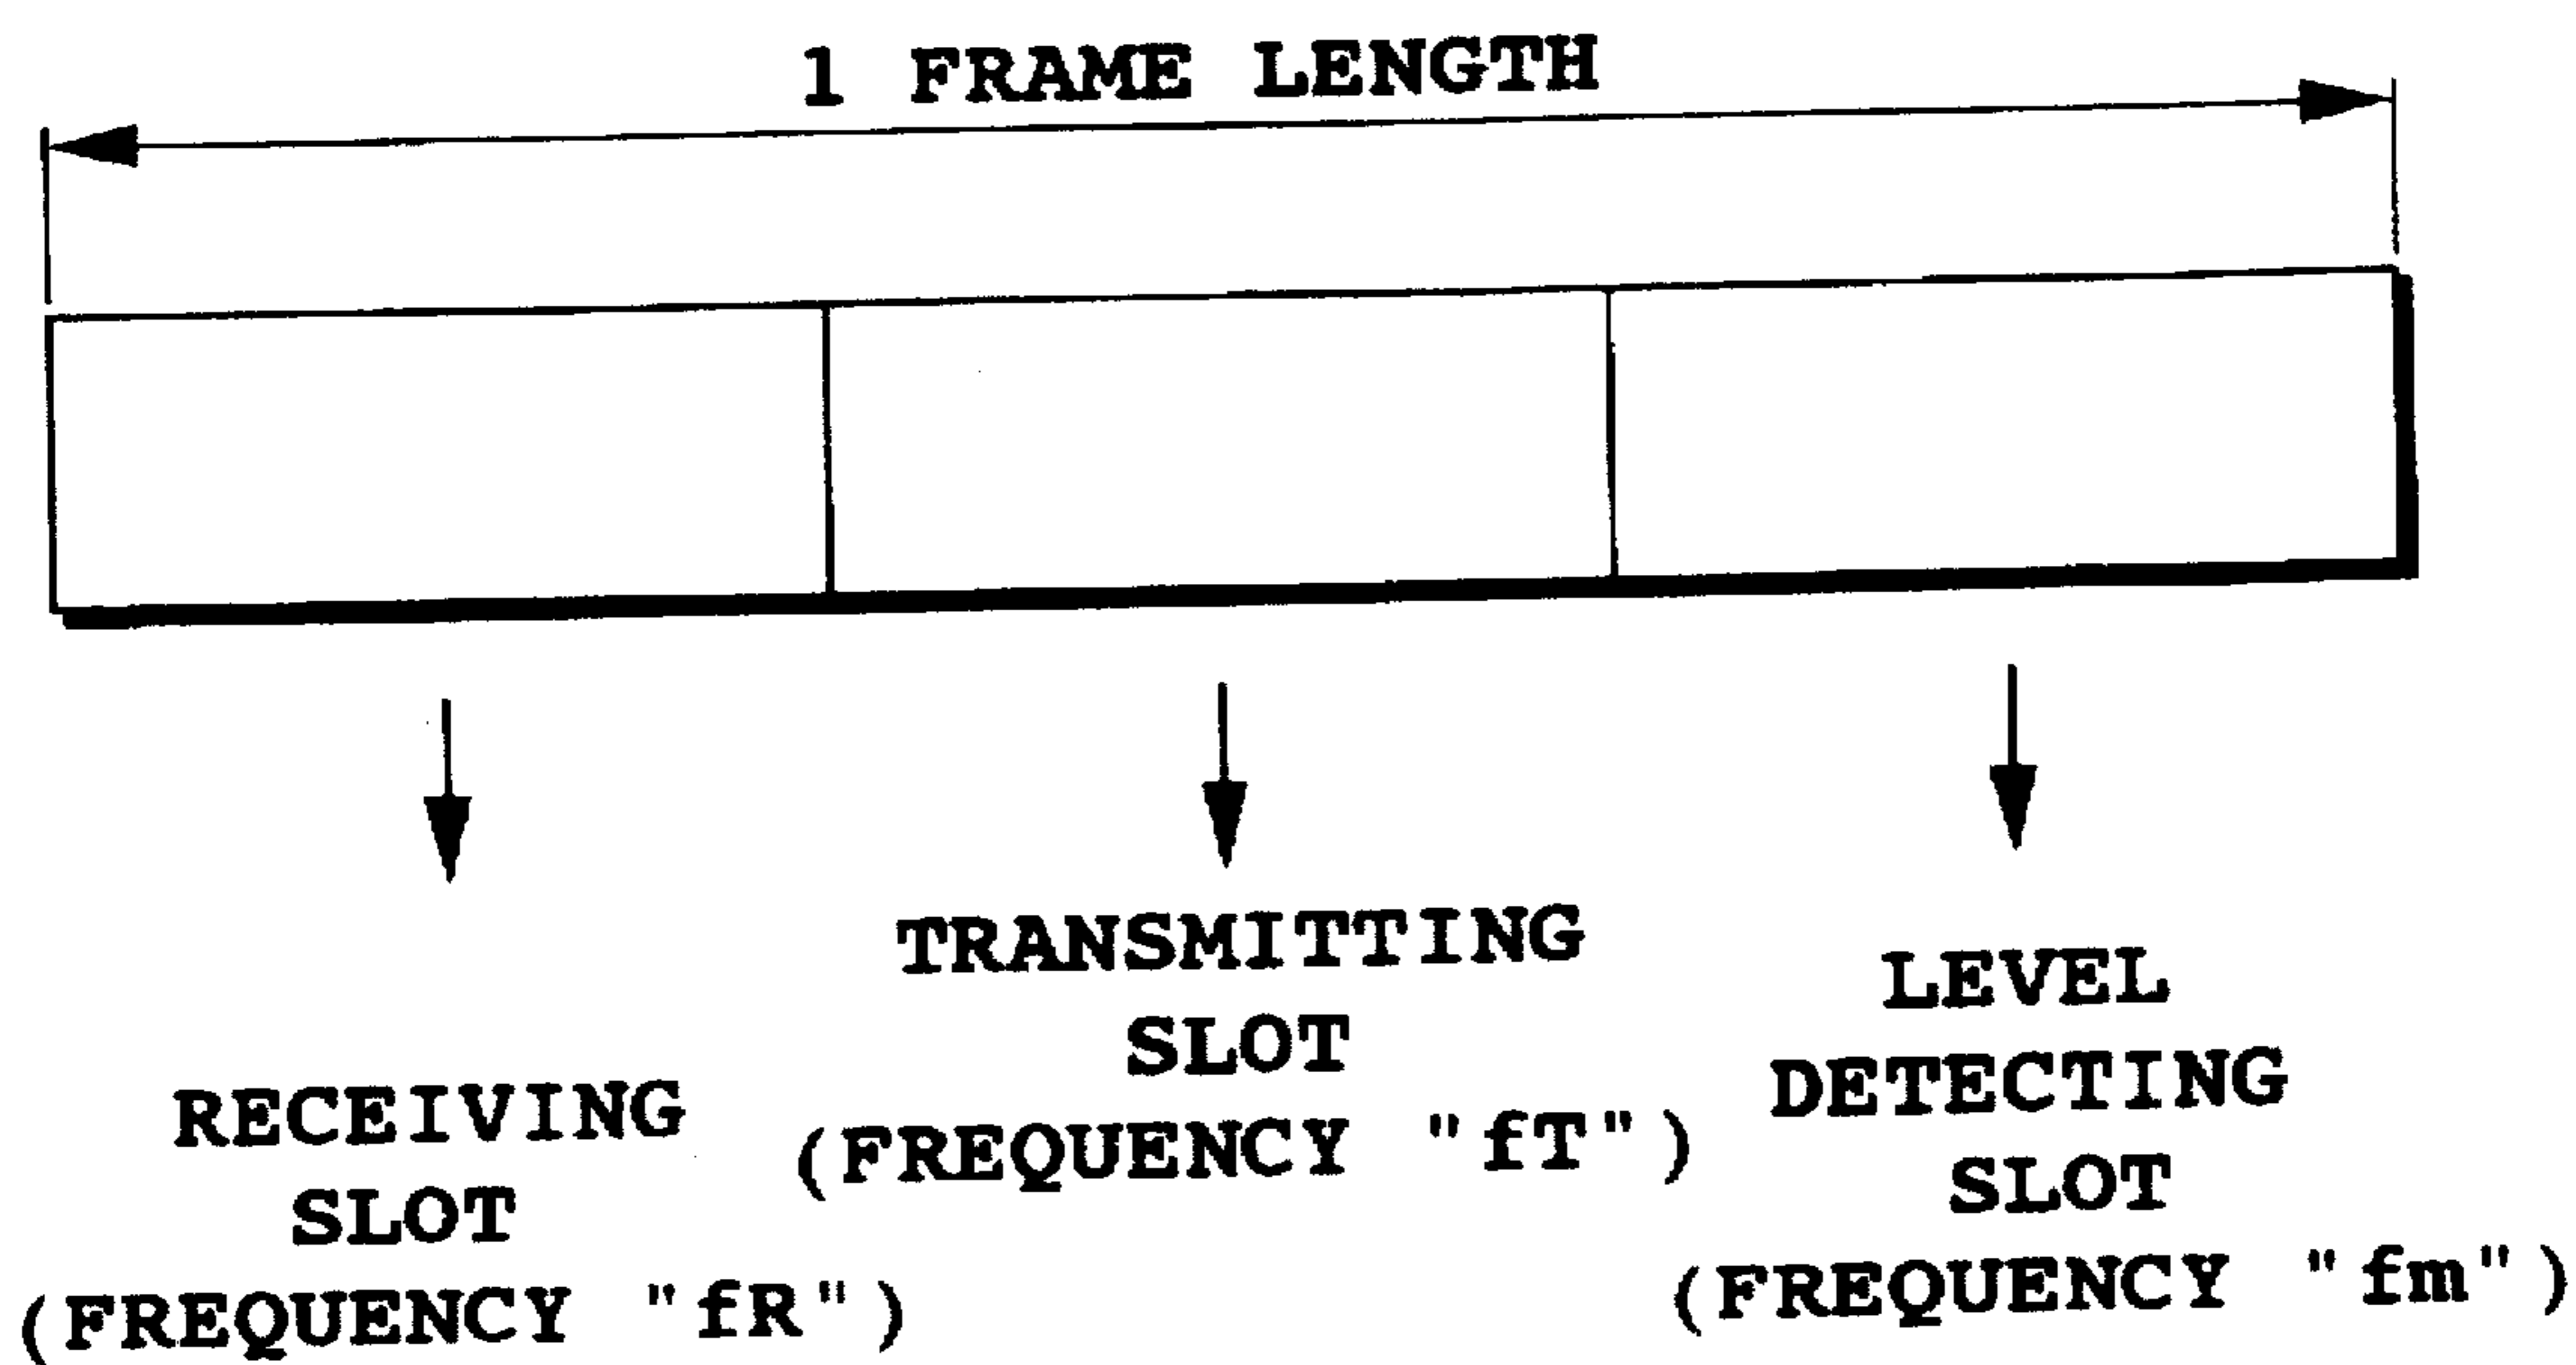 1 FRAME LENGTH
RECEIVING
SLOT
(FREQUENCY "fR")
TRANSMITTING
SLOT
(FREQUENCY "fT")
LEVEL
DETECTING
SLOT
(FREQUENCY "fm")